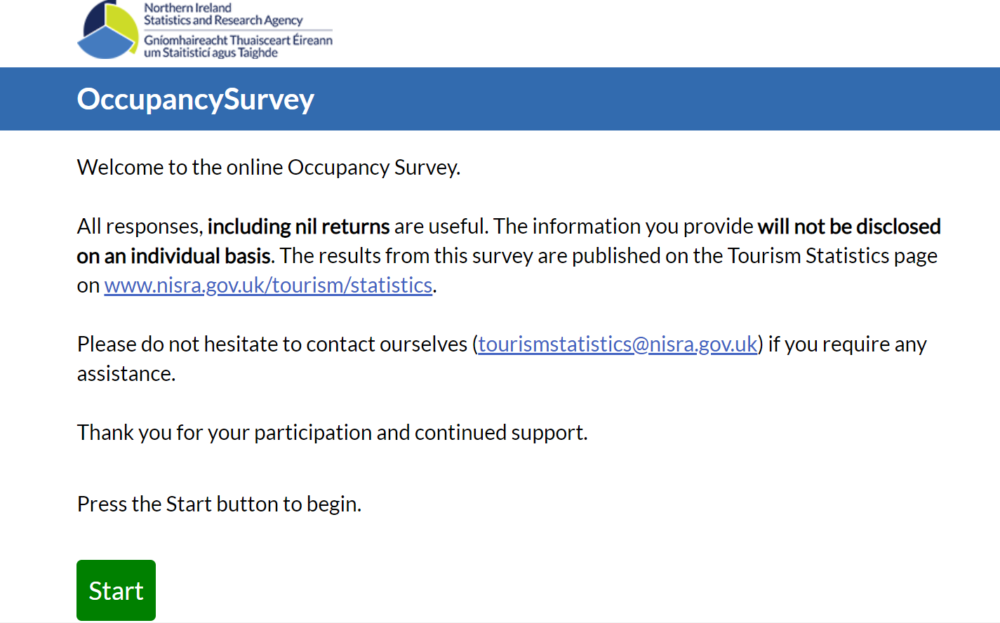 Northern Ireland
Statistics and Research Agency
Gníomhaireacht Thuaisceart Éireann
um Staitisticí agus Taighde
OccupancySurvey
Welcome to the online Occupancy Survey.
All responses, including nil returns are useful. The information you provide will not be disclosed
on an individual basis. The results from this survey are published on the Tourism Statistics page
on www.nisra.gov.uk/tourism/statistics.
Please do not hesitate to contact ourselves (tourismstatistics@nisra.gov.uk) if you require any
assistance.
Thank you for your participation and continued support.
Press the Start button to begin.
Start